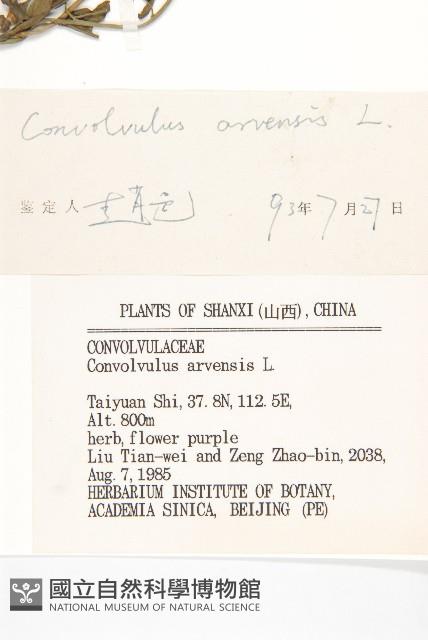 Convolvulus arvensis L.
鉴定人 93年7月27日
PLANTS OF SHANXI (山西), CHINA
CONVOLVULACEAE
Convolvulus arvensis L.
Taiyuan Shi, 37.8N, 112.5E,
Alt. 800m
herb, flower purple
Liu Tian-wei and Zeng Zhao-bin, 2038,
Aug. 7, 1985
HERBARIUM INSTITUTE OF BOTANY,
ACADEMIA SINICA, BEIJING (PE)
國立自然科學博物館
NATIONAL MUSEUM OF NATURAL SCIENCE